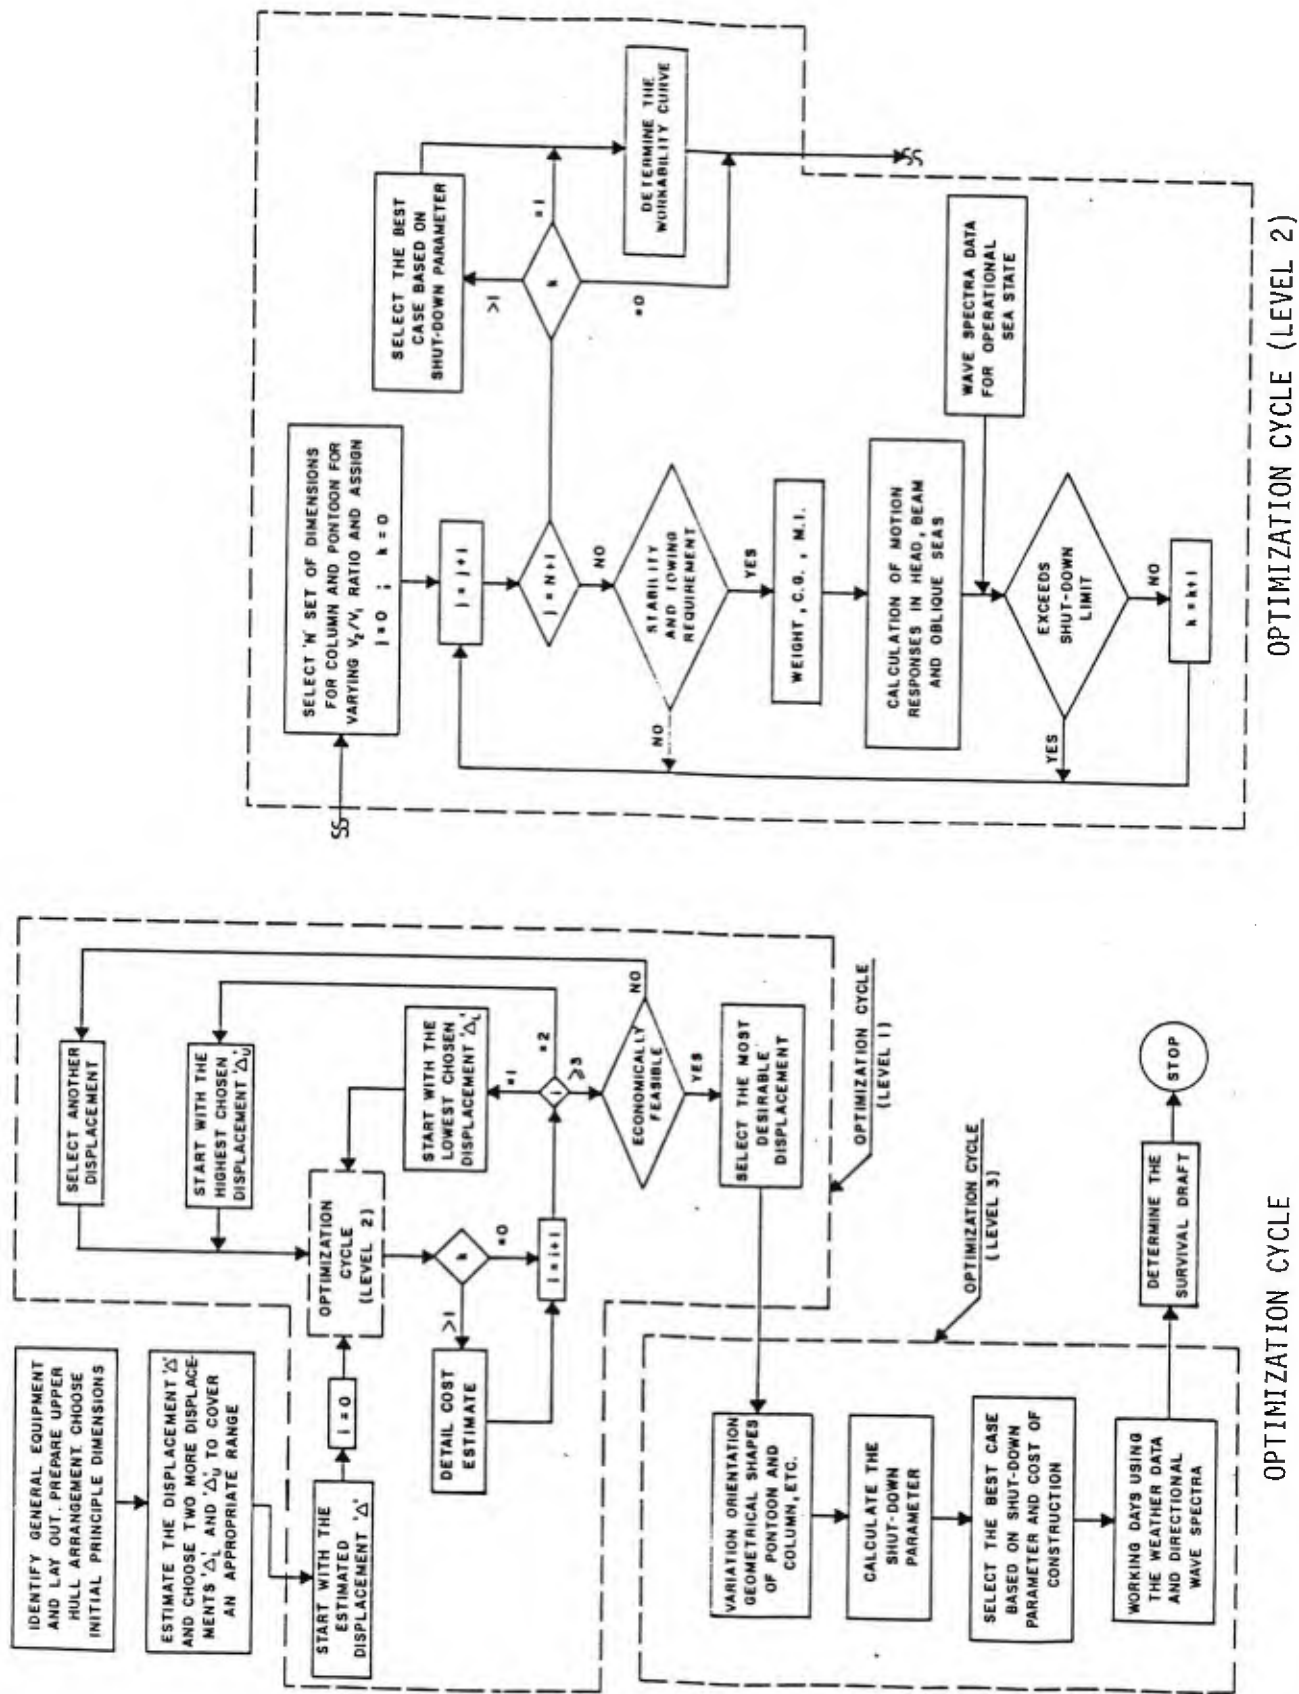 IDENTIFY GENERAL EQUIPMENT
AND LAY OUT. PREPARE UPPER
HULL ARRANGEMENT. CHOOSE
INITIAL PRINCIPLE DIMENSIONS
ESTIMATE THE DISPLACEMENT 'Δ'
AND CHOOSE TWO MORE DISPLACE-
MENTS 'ΔL' AND 'ΔU' TO COVER
AN APPROPRIATE RANGE
START WITH THE
ESTIMATED
DISPLACEMENT 'Δ'
i = 0
SELECT ANOTHER
DISPLACEMENT
START WITH THE
HIGHEST CHOSEN
DISPLACEMENT 'ΔU'
OPTIMIZATION
CYCLE
(LEVEL 2)
START WITH THE
LOWEST CHOSEN
DISPLACEMENT 'ΔL'
k
>1
=0
DETAIL COST
ESTIMATE
i = i+1
i
=1
=2
≥3
ECONOMICALLY
FEASIBLE
NO
YES
SELECT THE MOST
DESIRABLE
DISPLACEMENT
OPTIMIZATION CYCLE
(LEVEL 1)
VARIATION ORIENTATION
GEOMETRICAL SHAPES
OF PONTOON AND
COLUMN, ETC.
CALCULATE THE
SHUT-DOWN
PARAMETER
SELECT THE BEST CASE
BASED ON SHUT-DOWN
PARAMETER AND COST OF
CONSTRUCTION
WORKING DAYS USING
THE WEATHER DATA
AND DIRECTIONAL
WAVE SPECTRA
OPTIMIZATION CYCLE
(LEVEL 3)
DETERMINE THE
SURVIVAL DRAFT
STOP
OPTIMIZATION CYCLE
SELECT 'N' SET OF DIMENSIONS
FOR COLUMN AND PONTOON FOR
VARYING V2/V1 RATIO AND ASSIGN
j=0 ; k=0
j = j+1
j = N+1
NO
STABILITY
AND TOWING
REQUIREMENT
NO
YES
WEIGHT, C.G., M.I.
CALCULATION OF MOTION
RESPONSES IN HEAD, BEAM
AND OBLIQUE SEAS
WAVE SPECTRA DATA
FOR OPERATIONAL
SEA STATE
EXCEEDS
SHUT-DOWN
LIMIT
YES
NO
k = k+1
SELECT THE BEST
CASE BASED ON
SHUT-DOWN PARAMETER
>1
k
=1
=0
DETERMINE THE
WORKABILITY CURVE
OPTIMIZATION CYCLE (LEVEL 2)